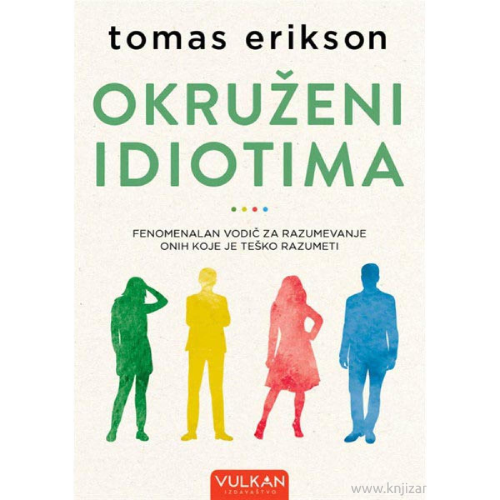 tomas erikson
OKRUŽENI
IDIOTIMA
FENOMENALAN VODIČ ZA RAZUMEVANJE
ONIH KOJE JE TEŠKO RAZUMETI
VULKAN
IZDAVAŠTVO
www.knjizar